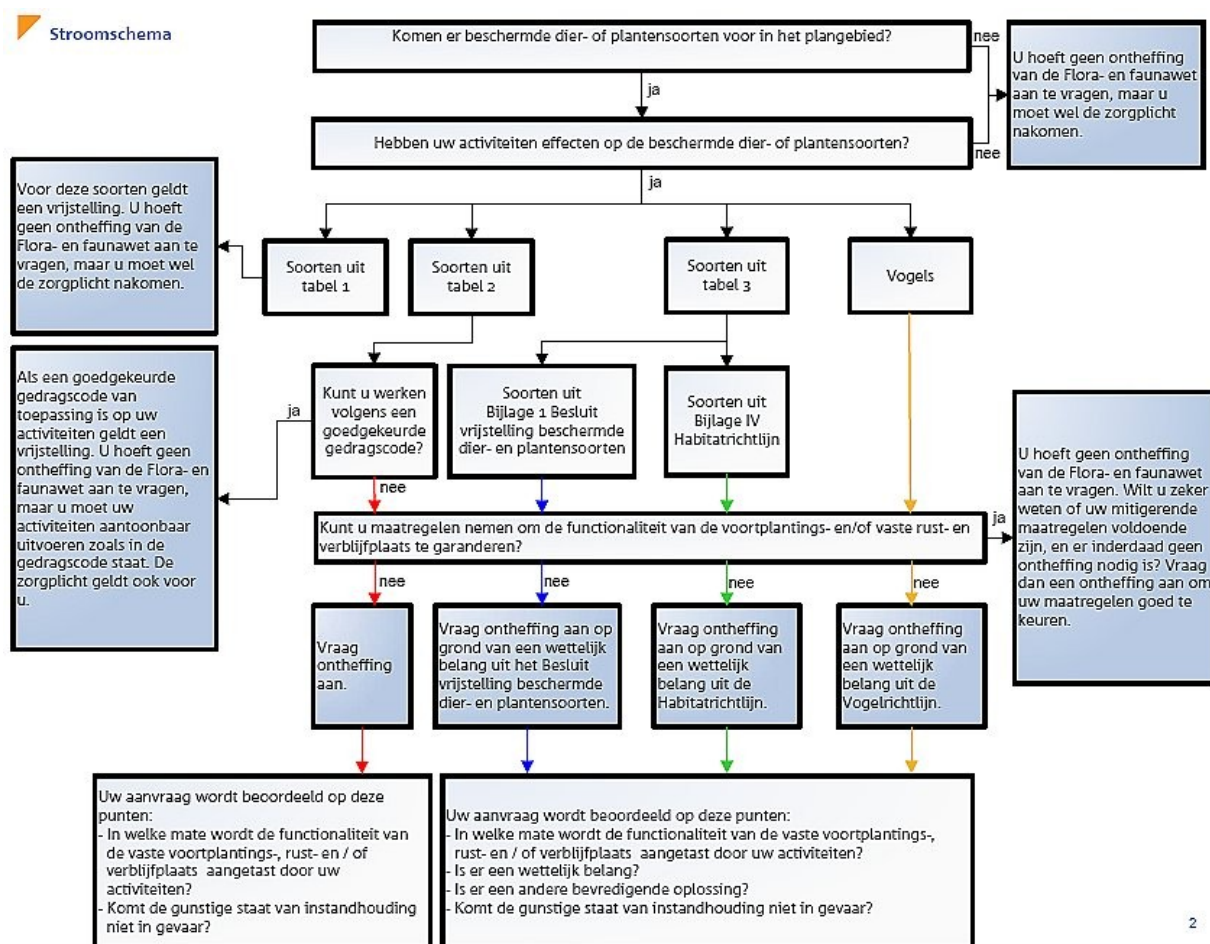 Stroomschema
Komen er beschermde dier- of plantensoorten voor in het plangebied?
nee
U hoeft geen ontheffing
van de Flora- en faunawet
aan te vragen, maar u
moet wel de zorgplicht
nakomen.
ja
Hebben uw activiteiten effecten op de beschermde dier- of plantensoorten?
nee
ja
Voor deze soorten geldt
een vrijstelling. U hoeft
geen ontheffing van de
Flora- en faunawet aan te
vragen, maar u moet wel
de zorgplicht nakomen.
Soorten uit
tabel 1
Soorten uit
tabel 2
Soorten uit
tabel 3
Vogels
Als een goedgekeurde
gedragscode van
toepassing is op uw
activiteiten geldt een
vrijstelling. U hoeft geen
ontheffing van de Flora- en
faunawet aan te vragen,
maar u moet uw
activiteiten aantoonbaar
uitvoeren zoals in de
gedragscode staat. De
zorgplicht geldt ook voor
u.
ja
Kunt u werken
volgens een
goedgekeurde
gedragscode?
nee
Soorten uit
Bijlage 1 Besluit
vrijstelling beschermde
dier- en plantensoorten
Soorten uit
Bijlage IV
Habitatrichtlijn
Kunt u maatregelen nemen om de functionaliteit van de voortplantings- en/of vaste rust- en
verblijfplaats te garanderen?
ja
U hoeft geen ontheffing
van de Flora- en faunawet
aan te vragen. Wilt u zeker
weten of uw mitigerende
maatregelen voldoende
zijn, en er inderdaad geen
ontheffing nodig is? Vraag
dan een ontheffing aan om
uw maatregelen goed te
keuren.
nee
nee
nee
nee
Vraag
ontheffing
aan.
Vraag ontheffing aan op
grond van een wettelijk
belang uit het Besluit
vrijstelling beschermde
dier- en plantensoorten.
Vraag ontheffing
aan op grond van
een wettelijk
belang uit de
Habitatrichtlijn.
Vraag ontheffing
aan op grond van
een wettelijk
belang uit de
Vogelrichtlijn.
Uw aanvraag wordt beoordeeld op deze
punten:
- In welke mate wordt de functionaliteit van
de vaste voortplantings-, rust- en / of
verblijfplaats aangetast door uw
activiteiten?
- Komt de gunstige staat van instandhouding
niet in gevaar?
Uw aanvraag wordt beoordeeld op deze punten:
- In welke mate wordt de functionaliteit van de vaste voortplantings-,
rust- en / of verblijfplaats aangetast door uw activiteiten?
- Is er een wettelijk belang?
- Is er een andere bevredigende oplossing?
- Komt de gunstige staat van instandhouding niet in gevaar?
2